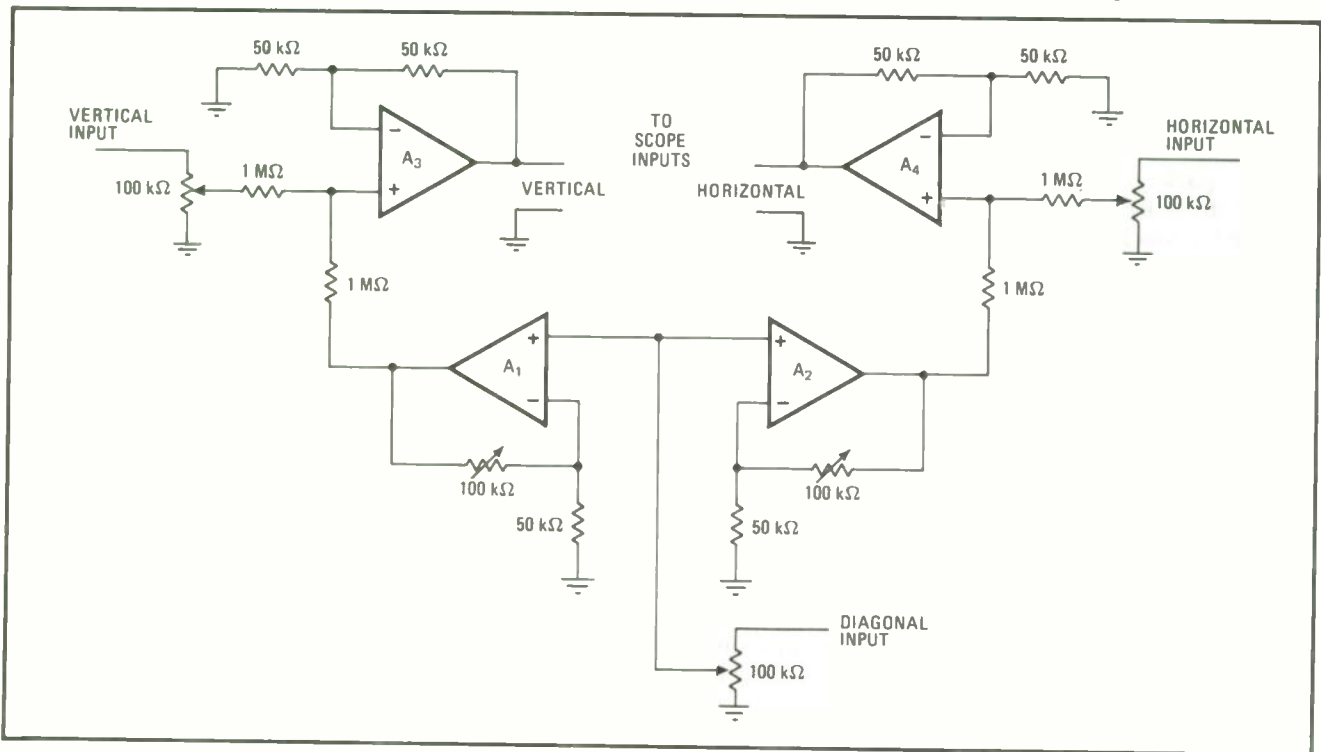 50 kΩ
50 kΩ
50 kΩ
50 kΩ
VERTICAL
INPUT
TO
SCOPE
INPUTS
HORIZONTAL
INPUT
A3
A4
100 kΩ
1 MΩ
-
+
VERTICAL
HORIZONTAL
-
+
1 MΩ
100 kΩ
1 MΩ
1 MΩ
A1
+
-
+
-
A2
100 kΩ
100 kΩ
50 kΩ
50 kΩ
DIAGONAL
INPUT
100 kΩ